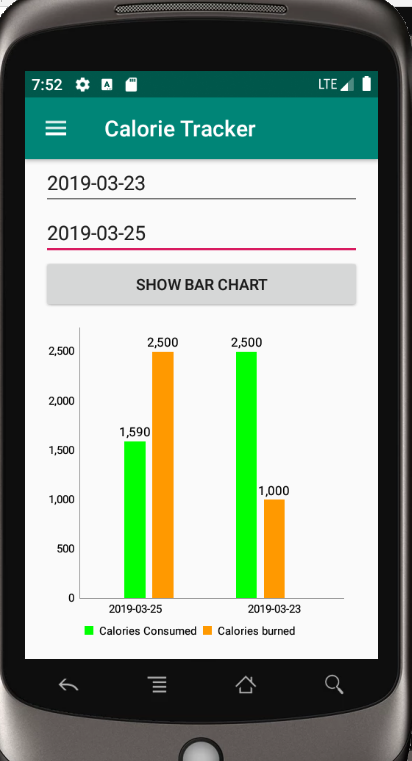 7:52 A LTE
Calorie Tracker
2019-03-23
2019-03-25
SHOW BAR CHART
2,500 2,500
2,500
2,000
1,590
1,500
1,000 1,000
500
0
2019-03-25 2019-03-23
Calories Consumed Calories burned